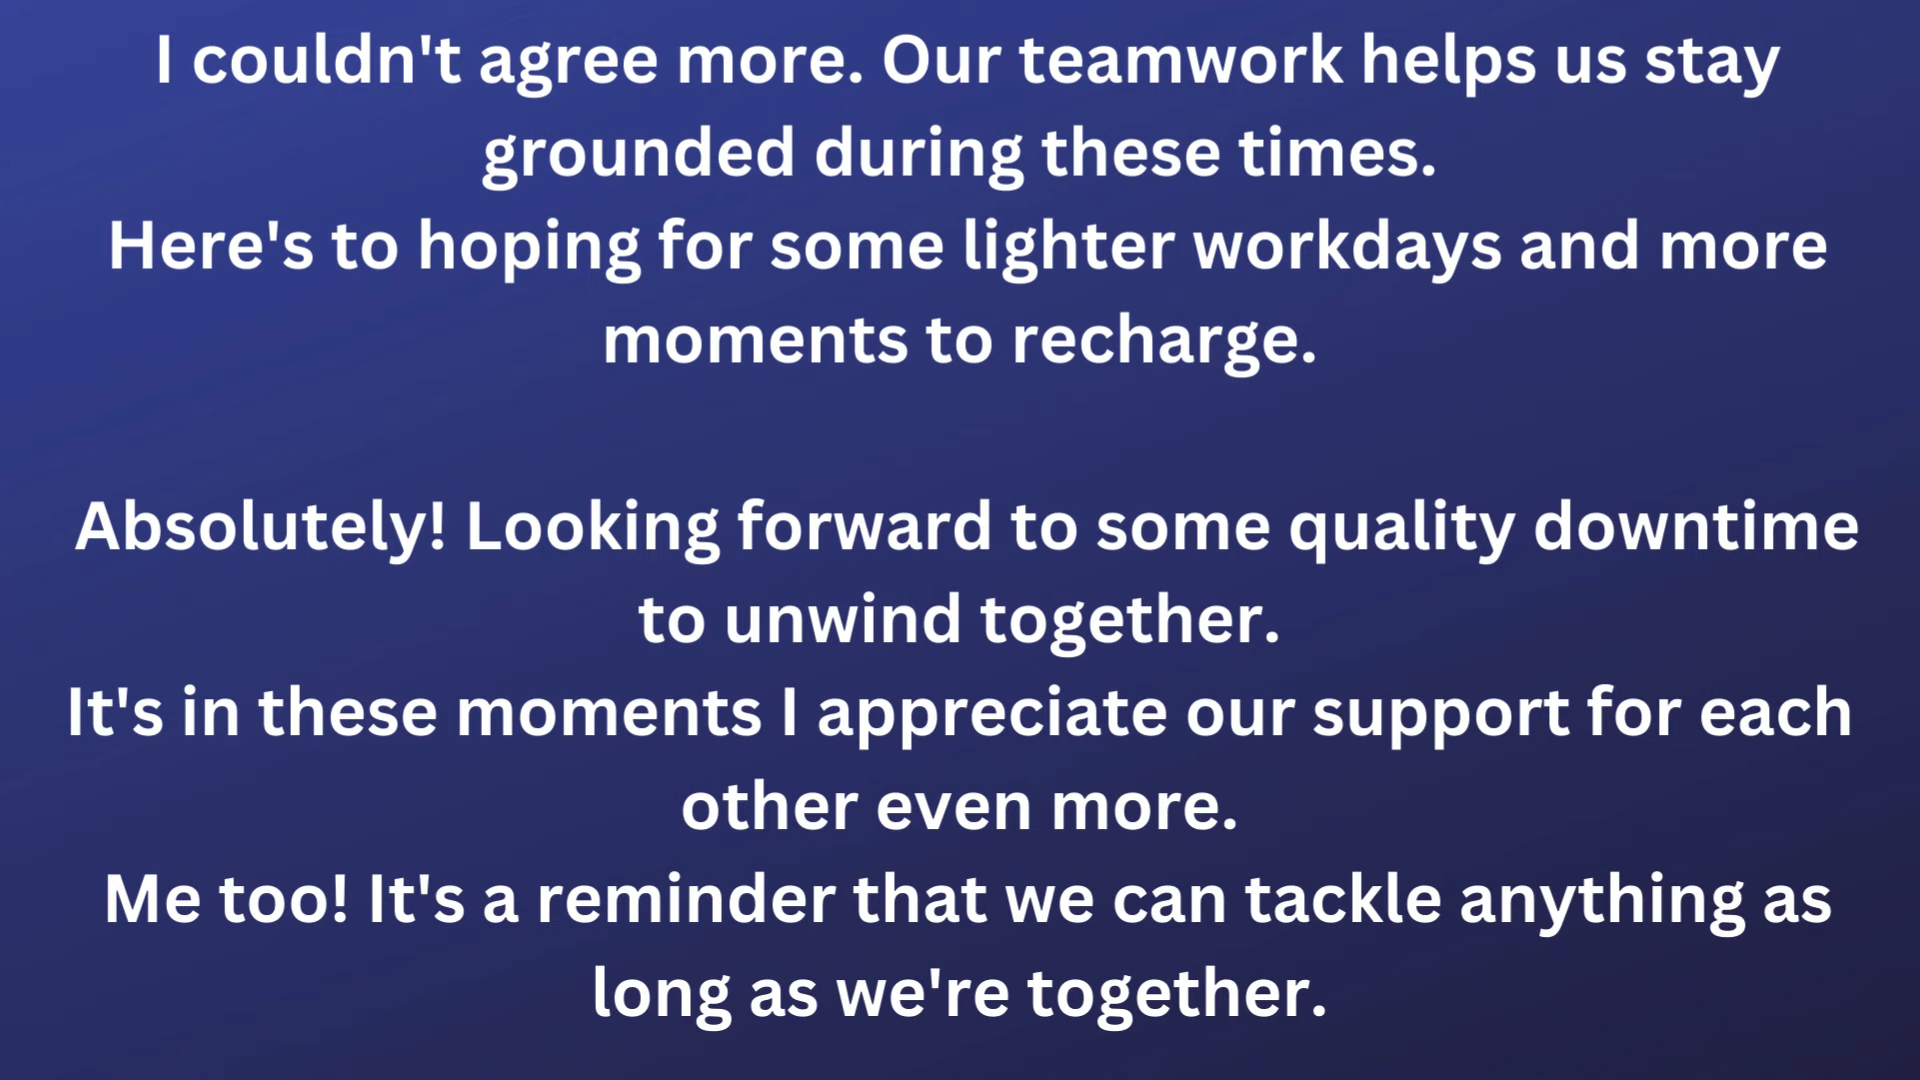 I couldn't agree more. Our teamwork helps us stay
grounded during these times.
Here's to hoping for some lighter workdays and more
moments to recharge.
Absolutely! Looking forward to some quality downtime
to unwind together.
It's in these moments I appreciate our support for each
other even more.
Me too! It's a reminder that we can tackle anything as
long as we're together.